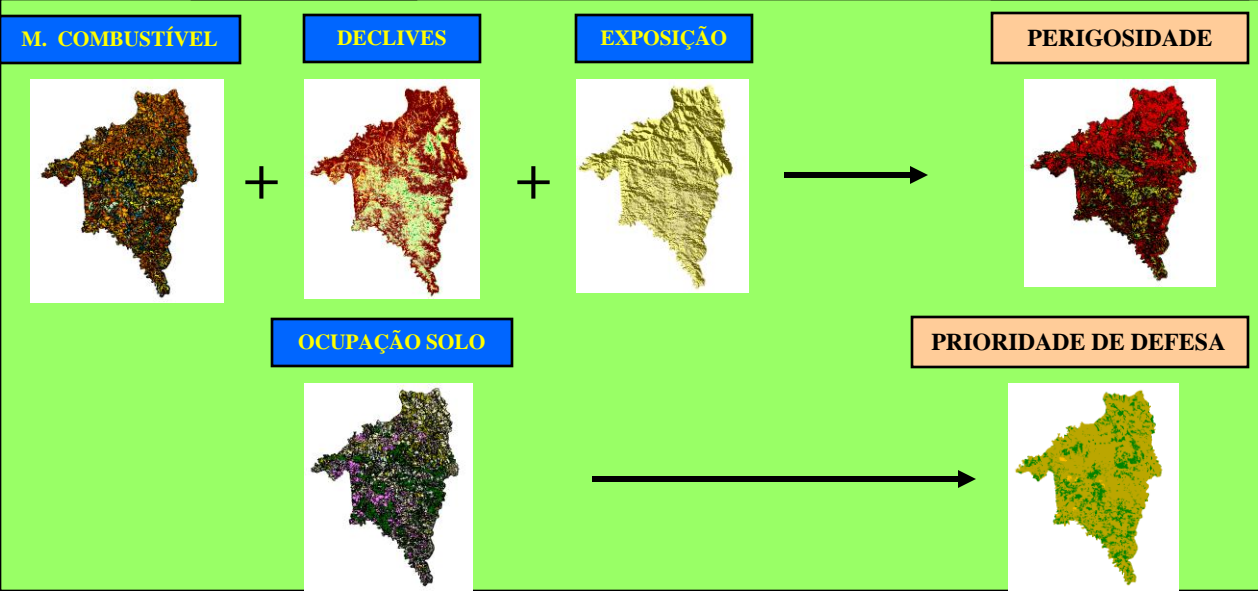 M. COMBUSTÍVEL
DECLIVES
EXPOSIÇÃO
PERIGOSIDADE
+
+
OCUPAÇÃO SOLO
PRIORIDADE DE DEFESA